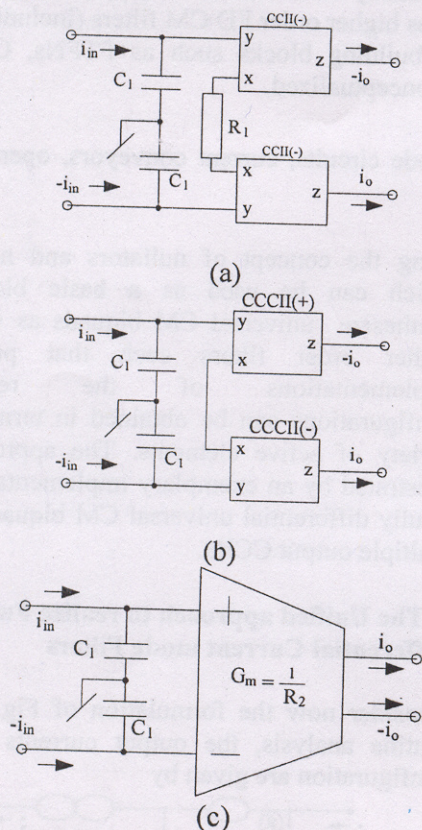 i_in
y
CCII(-)
z
-i_o
C_1
x
R_1
CCII(-)
x
-i_in
C_1
z
i_o
y
(a)
CCCII(+)
i_in
y
z
-i_o
C_1
x
CCCII(-)
x
-i_in
C_1
z
i_o
y
(b)
i_in
+
i_o
C_1
G_m = 1/R_2
-i_in
-i_o
C_1
(c)